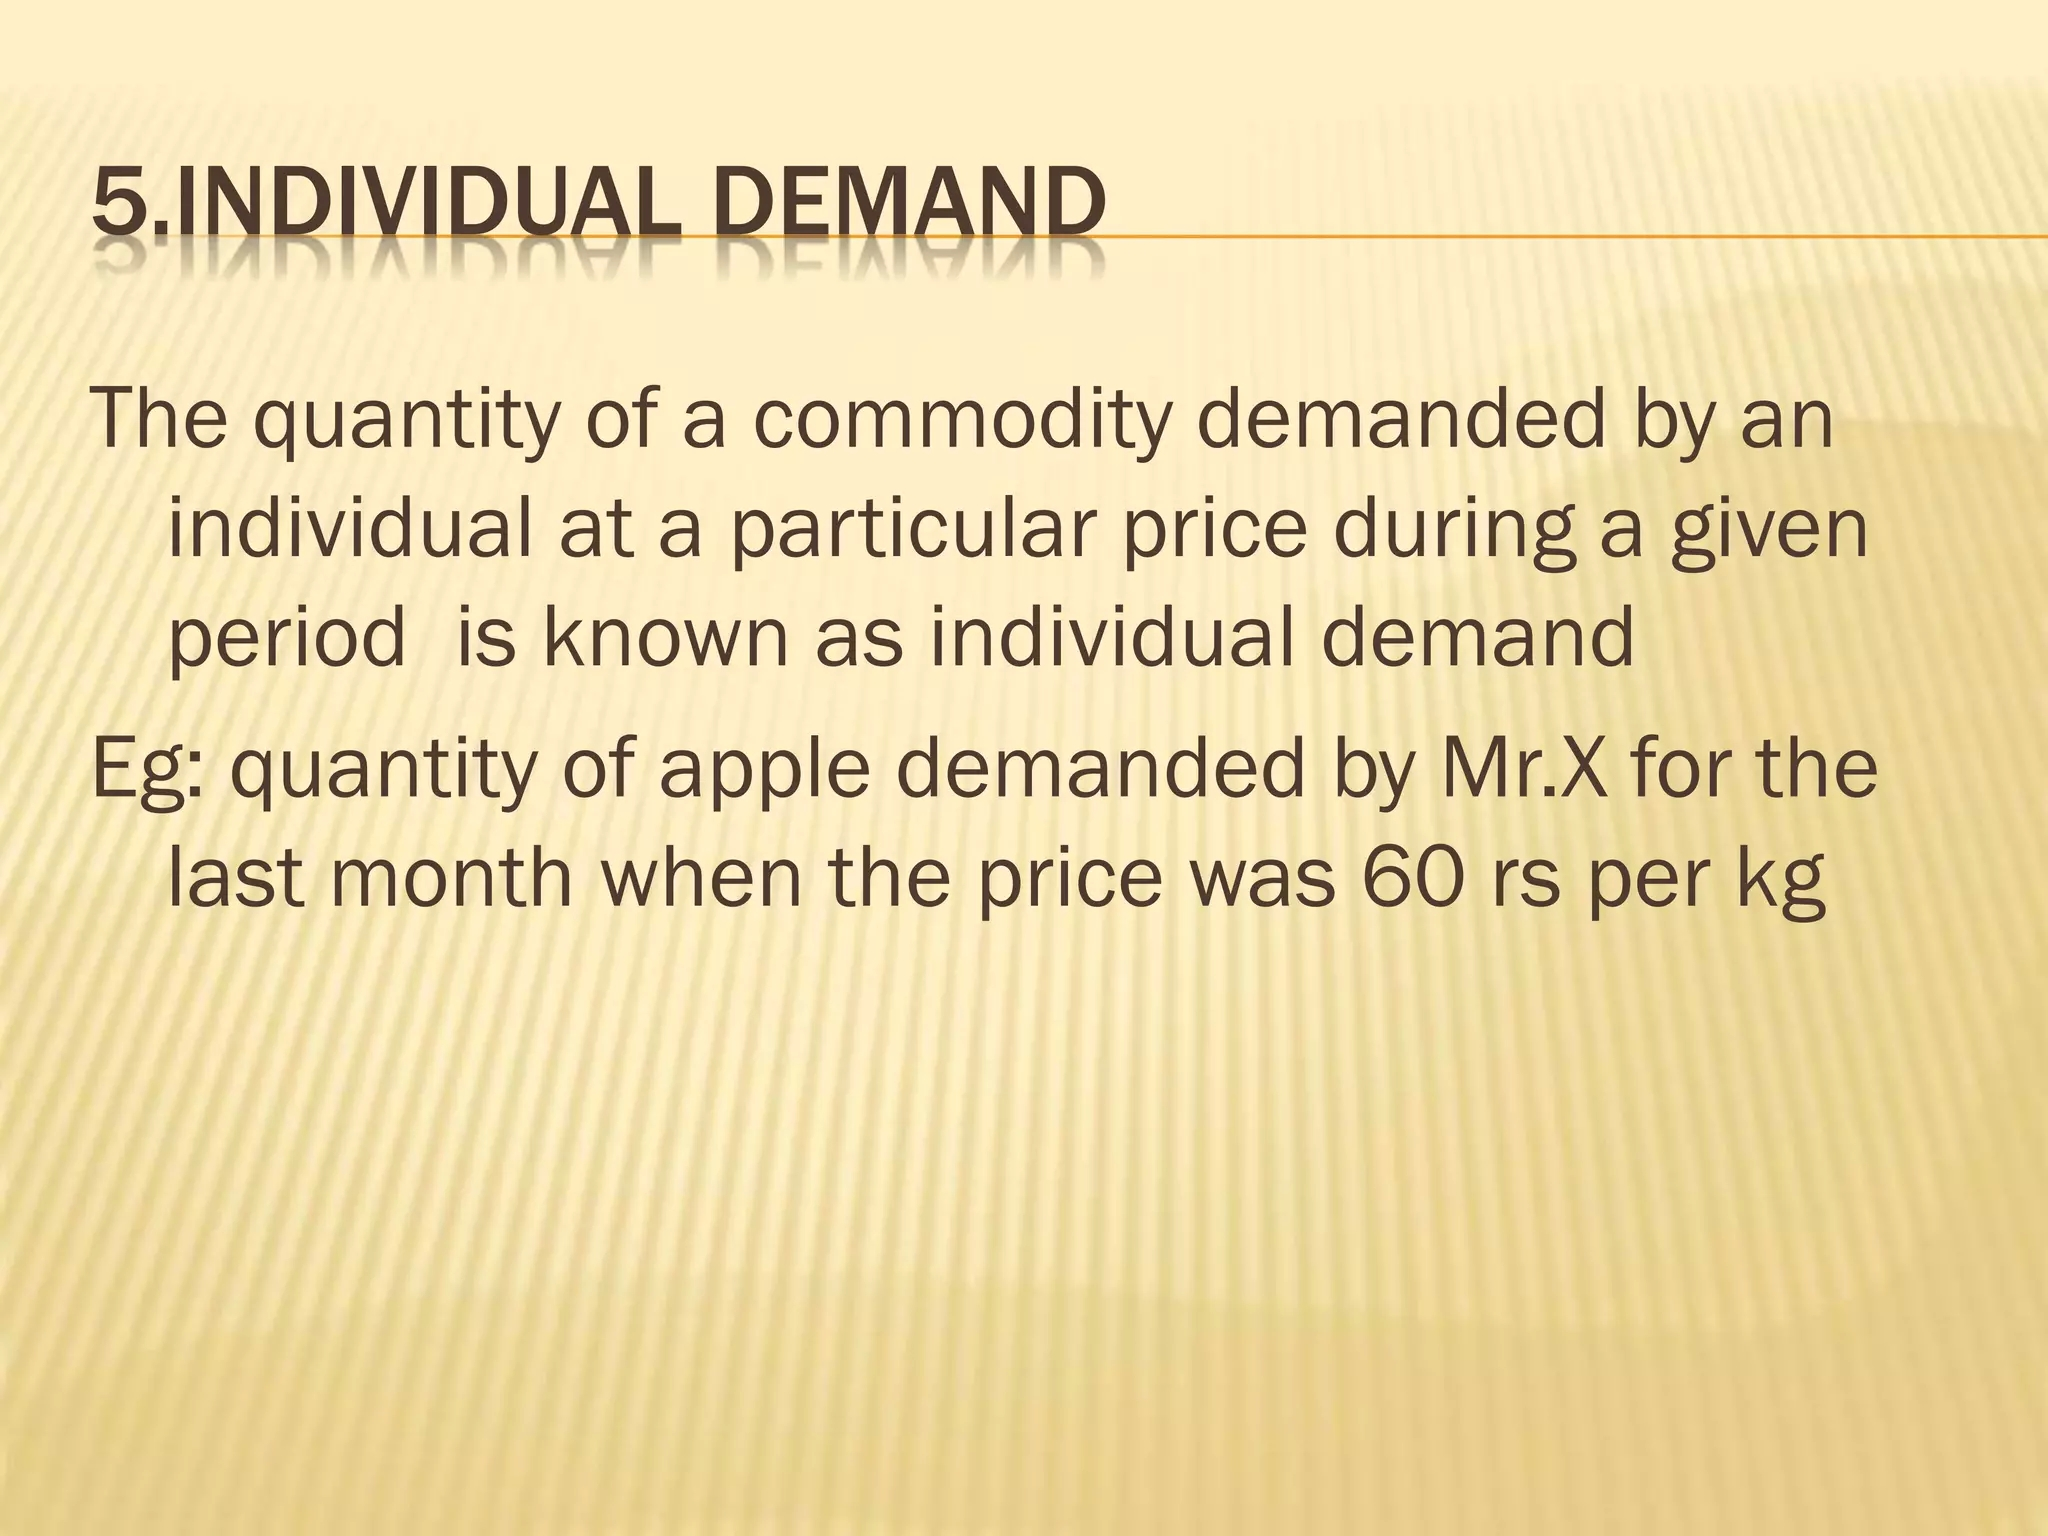 5.INDIVIDUAL DEMAND
The quantity of a commodity demanded by an
individual at a particular price during a given
period  is known as individual demand
Eg: quantity of apple demanded by Mr.X for the
last month when the price was 60 rs per kg